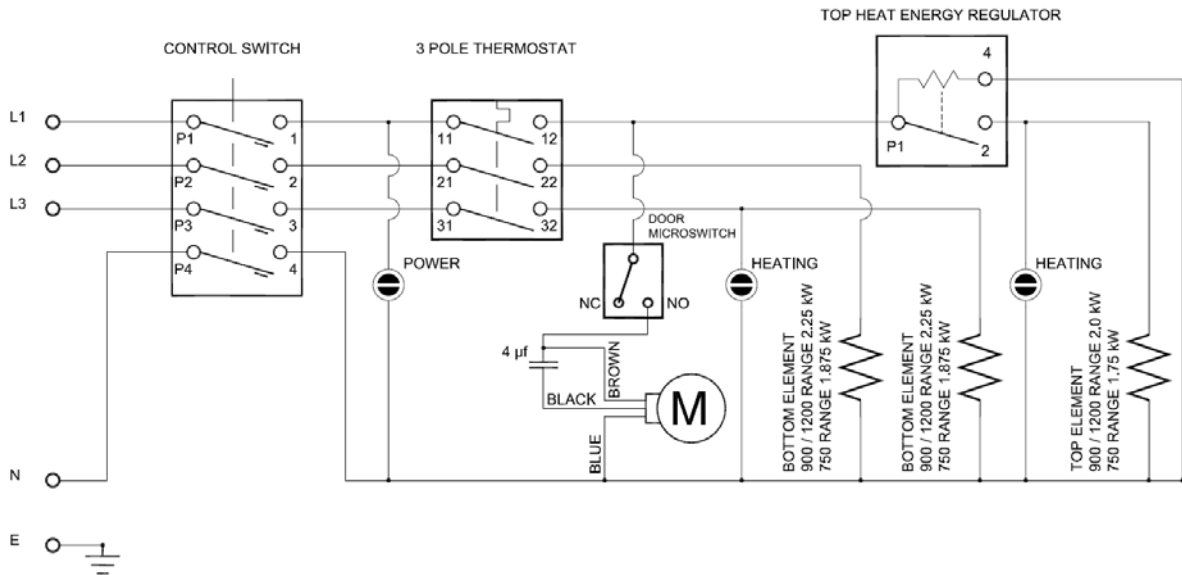 TOP HEAT ENERGY REGULATOR
CONTROL SWİTCH
3 POLE THERMOSTAT
4
L1
P1
1
11
12
P1
2
L2
P2
2
21
22
L3
P3
3
31
32
DOOR
MICROSWITCH
P4
4
POWER
HEATING
HEATING
NC
NO
4 µf
BROWN
BLACK
M
BLUE
BOTTOM ELEMENT
900 / 1200 RANGE 2.25 kW
750 RANGE 1.875 kW
BOTTOM ELEMENT
900 / 1200 RANGE 2.25 kW
750 RANGE 1.875 kW
TOP ELEMENT
900 / 1200 RANGE 2.0 kW
750 RANGE 1.75 kW
N
E